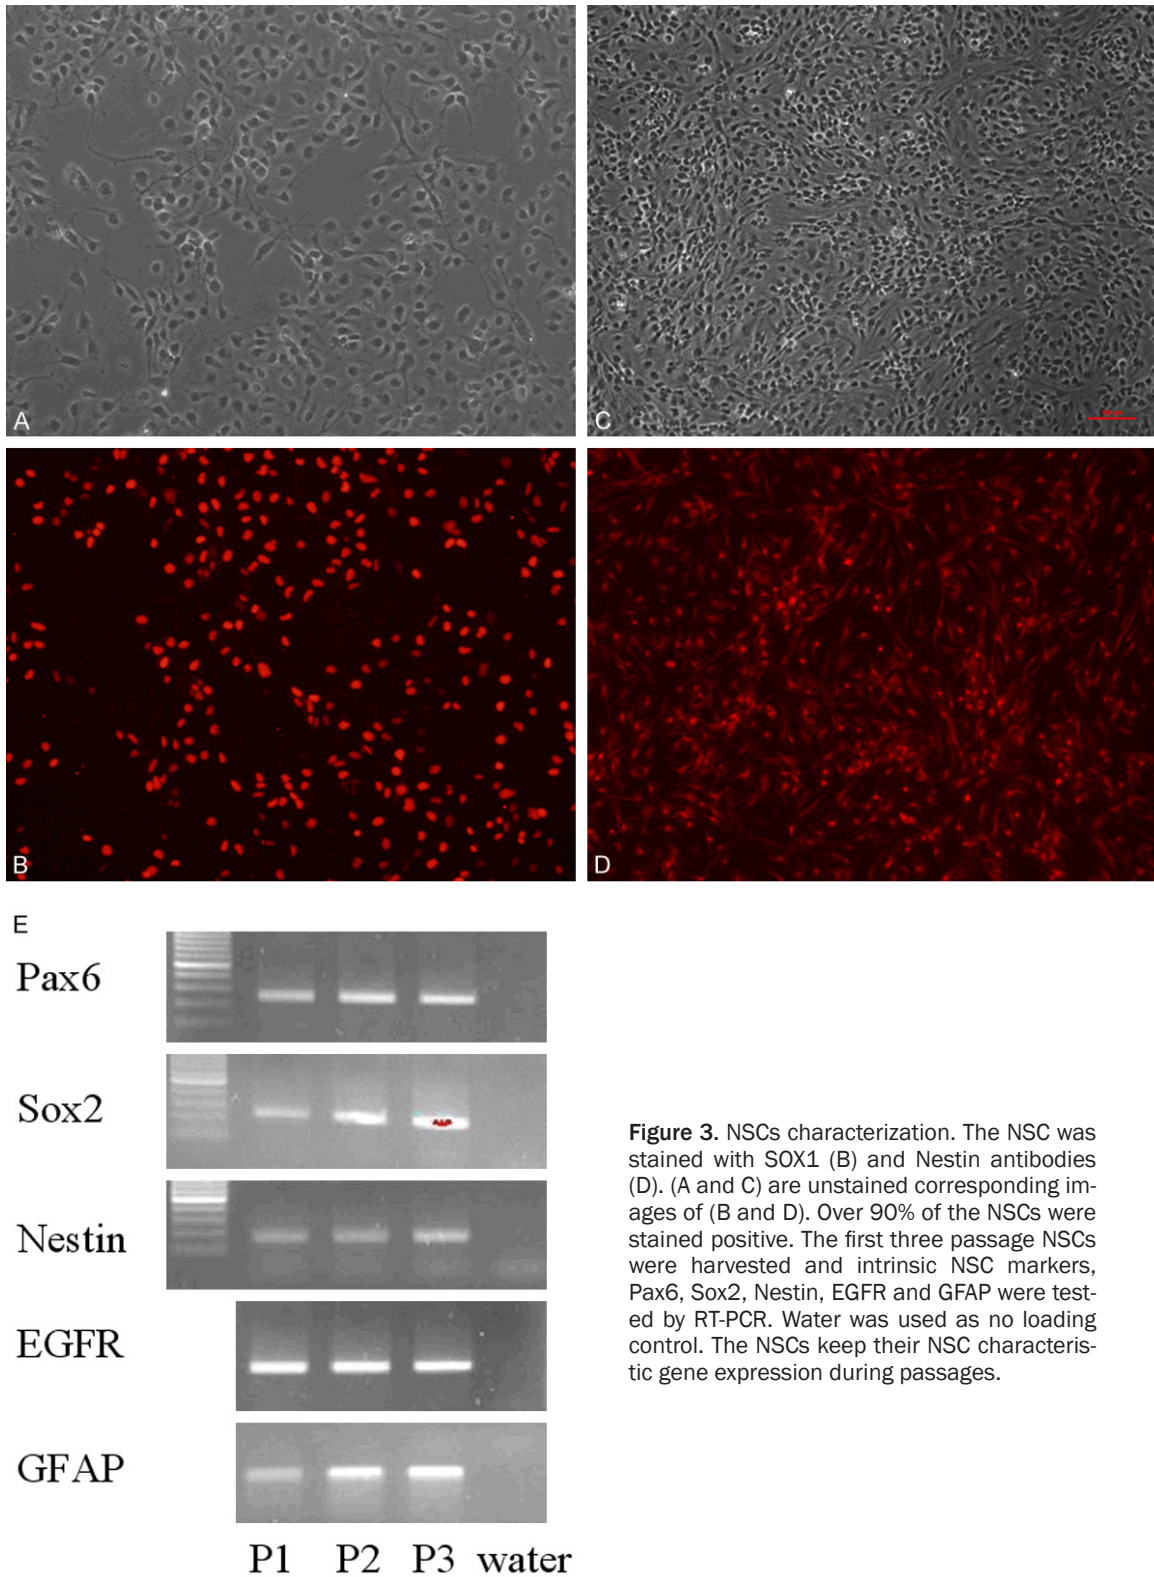 A
C
B
D
E
Pax6
Sox2
Nestin
EGFR
GFAP
P1 P2 P3 water
Figure 3. NSCs characterization. The NSC was
stained with SOX1 (B) and Nestin antibodies
(D). (A and C) are unstained corresponding im-
ages of (B and D). Over 90% of the NSCs were
stained positive. The first three passage NSCs
were harvested and intrinsic NSC markers,
Pax6, Sox2, Nestin, EGFR and GFAP were test-
ed by RT-PCR. Water was used as no loading
control. The NSCs keep their NSC characteris-
tic gene expression during passages.